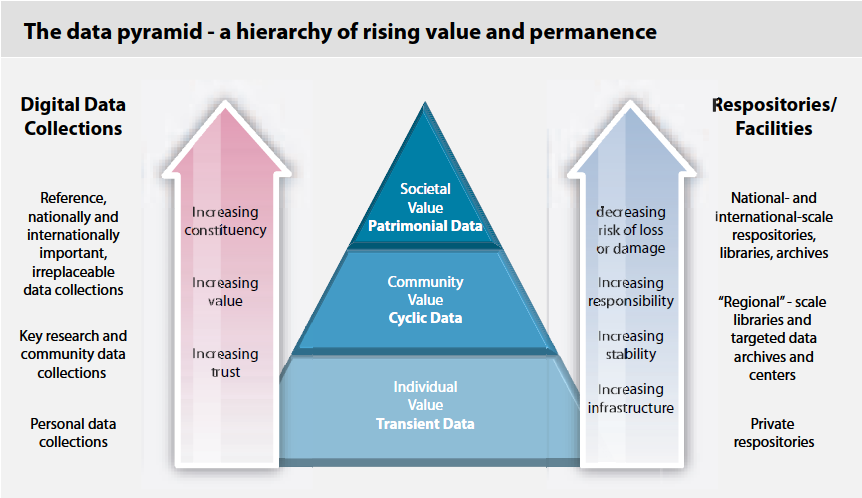 The data pyramid - a hierarchy of rising value and permanence
Digital Data
Collections
Reference,
nationally and
internationally
important,
irreplaceable
data collections
Key research and
community data
collections
Personal data
collections
Increasing
constituency
Increasing
value
Increasing
trust
Societal
Value
Patrimonial Data
Community
Value
Cyclic Data
Individual
Value
Transient Data
decreasing
risk of loss
or damage
Increasing
responsibility
Increasing
stability
Increasing
infrastructure
Respositories/
Facilities
National- and
international-scale
respositories,
libraries, archives
“Regional” - scale
libraries and
targeted data
archives and
centers
Private
respositories